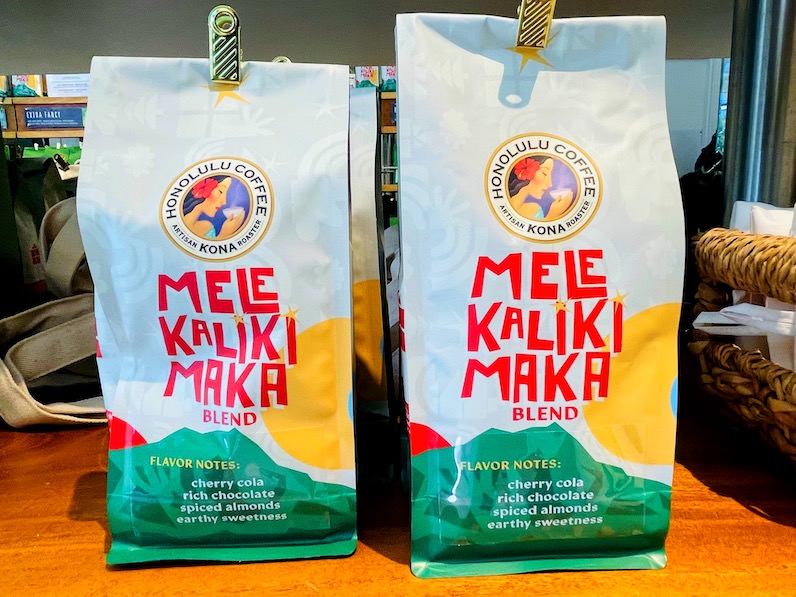 EXTRA FANCY
HONOLULU COFFEE
ARTISAN KONA ROASTER
MELE
KALIKI
MAKA
BLEND
FLAVOR NOTES:
cherry cola
rich chocolate
spiced almonds
earthy sweetness
HONOLULU COFFEE
ARTISAN KONA ROASTER
MELE
KALIKI
MAKA
BLEND
FLAVOR NOTES:
cherry cola
rich chocolate
spiced almonds
earthy sweetness